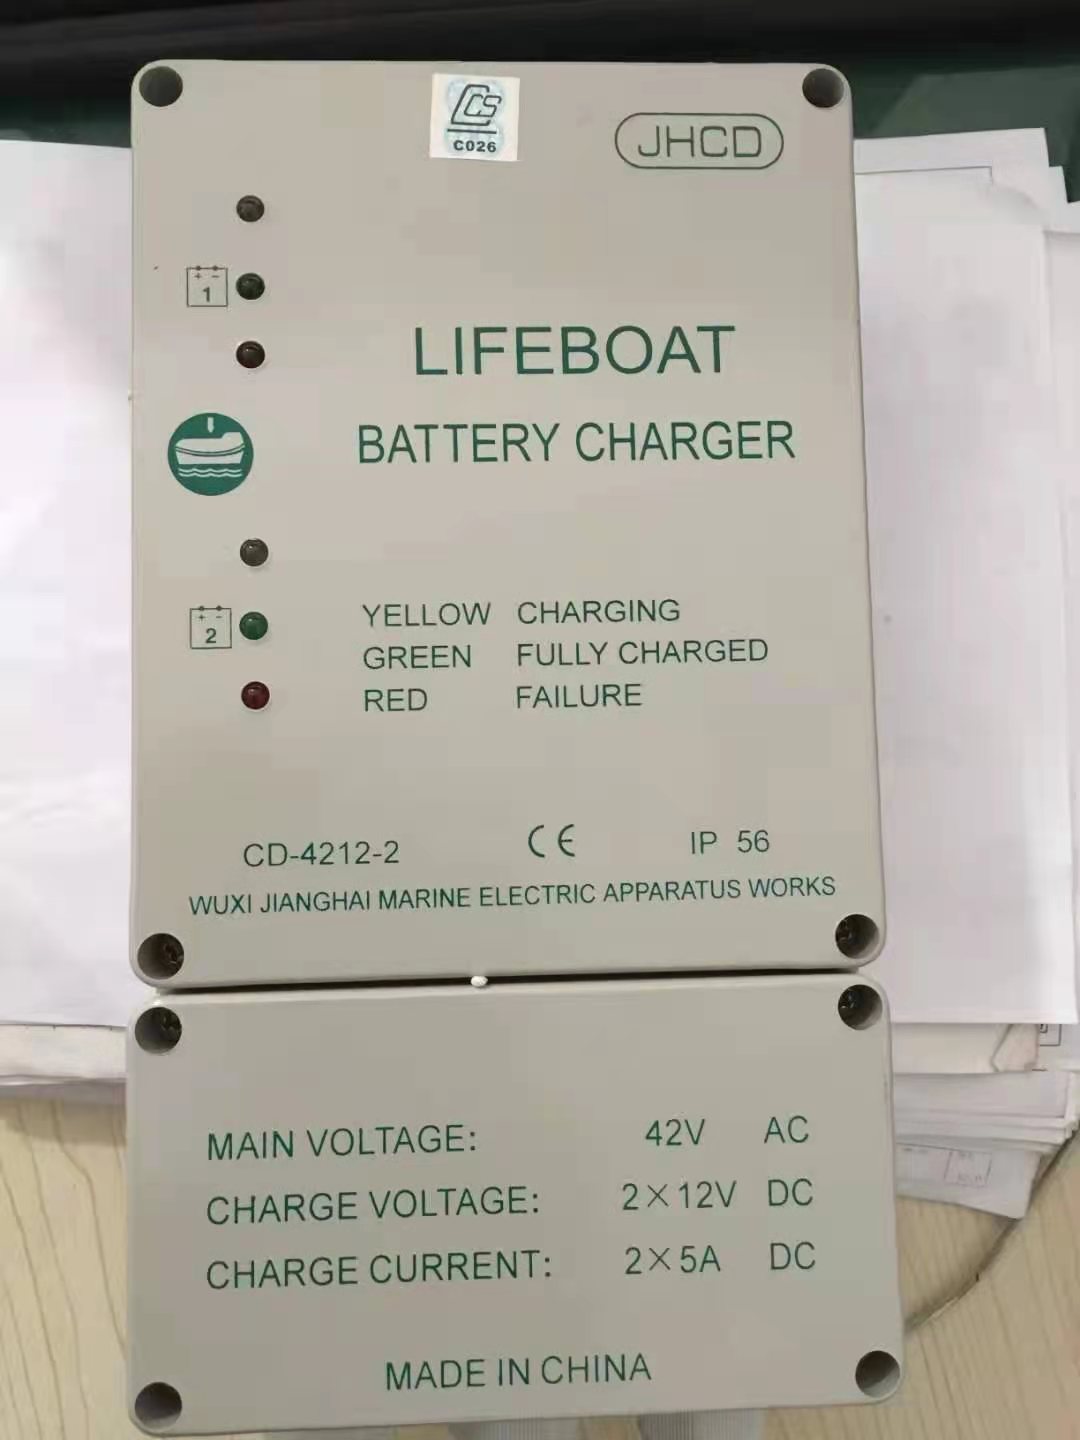 CCS
C026
JHCD
+ -
1
LIFEBOAT
BATTERY CHARGER
+ -
2
YELLOW CHARGING
GREEN FULLY CHARGED
RED FAILURE
CD-4212-2 CE IP 56
WUXI JIANGHAI MARINE ELECTRIC APPARATUS WORKS
MAIN VOLTAGE: 42V AC
CHARGE VOLTAGE: 2×12V DC
CHARGE CURRENT: 2×5A DC
MADE IN CHINA